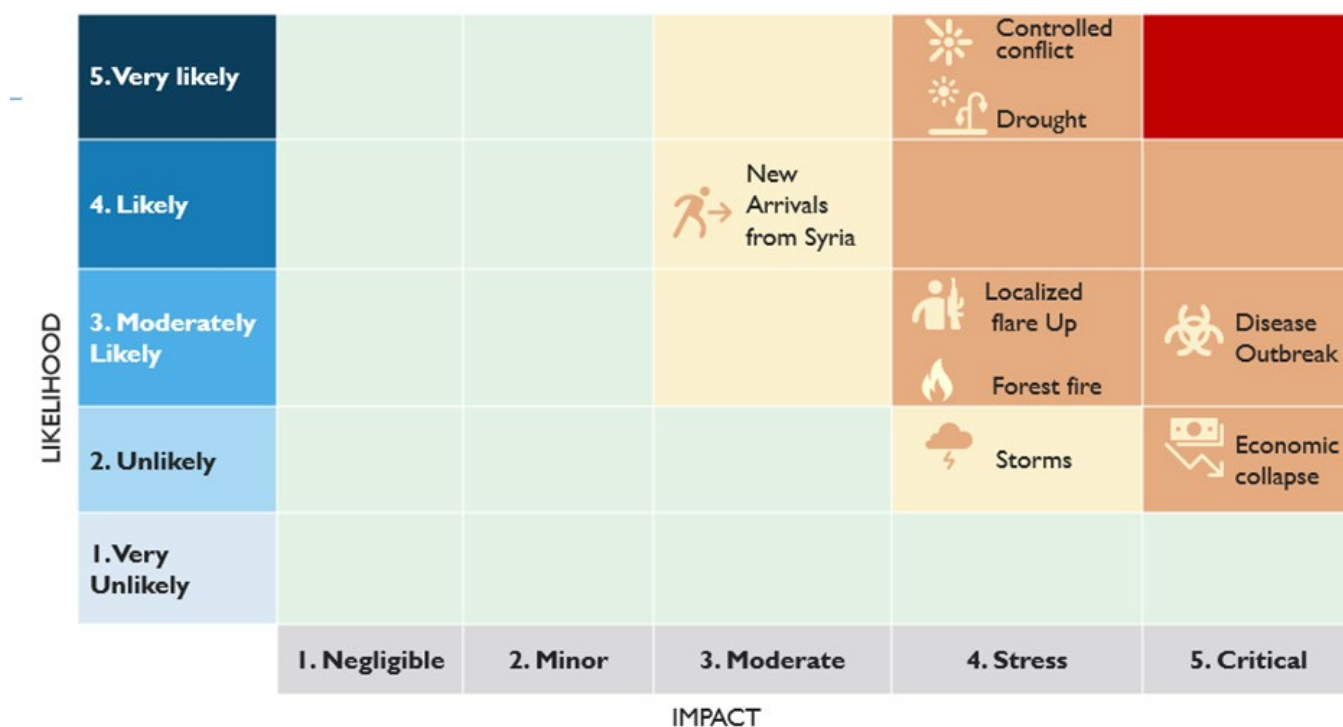 5. Very likely
Controlled
conflict
Drought
4. Likely
New
Arrivals
from Syria
3. Moderately
Likely
Localized
flare Up
Forest fire
Disease
Outbreak
2. Unlikely
Storms
Economic
collapse
1. Very
Unlikely
LIKELIHOOD
1. Negligible
2. Minor
3. Moderate
4. Stress
5. Critical
IMPACT